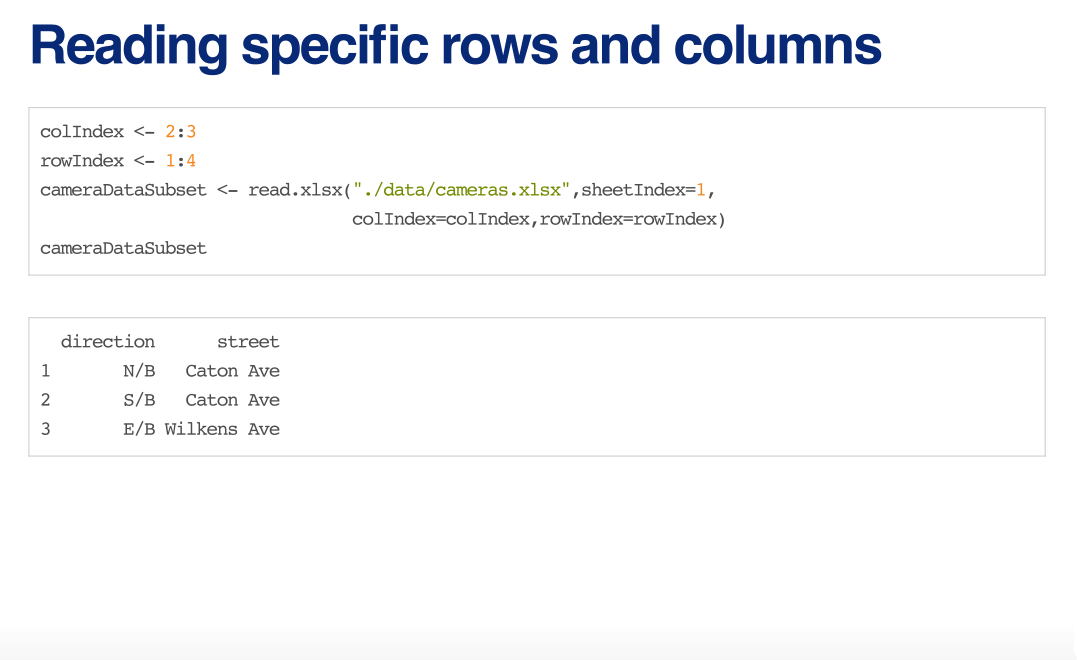 Reading specific rows and columns
colIndex <- 2:3
rowIndex <- 1:4
cameraDataSubset <- read.xlsx("./data/cameras.xlsx",sheetIndex=1,
                              colIndex=colIndex,rowIndex=rowIndex)
cameraDataSubset
  direction      street
1       N/B   Caton Ave
2       S/B   Caton Ave
3       E/B Wilkens Ave